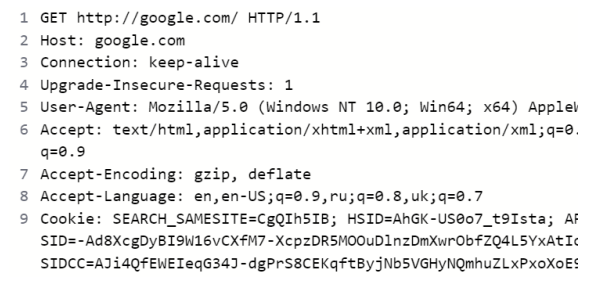 1 GET http://google.com/ HTTP/1.1
2 Host: google.com
3 Connection: keep-alive
4 Upgrade-Insecure-Requests: 1
5 User-Agent: Mozilla/5.0 (Windows NT 10.0; Win64; x64)
6 Accept: text/html,application/xhtml+xml,application/xml;q=0.
q=0.9
7 Accept-Encoding: gzip, deflate
8 Accept-Language: en,en-US;q=0.9,ru;q=0.8,uk;q=0.7
9 Cookie: SEARCH_SAMESITE=CgQIh5IB; HSID=AhGK-US0o7_t9Ista;
SID=-Ad8XcgDyBI9W16vCXfM7-XcpzDR5MOOuDlnzDmXwrObfZQ4L5YxAtIc
SIDCC=AJi4QfEWEIeqG34J-dgPrS8CEKqftByjNb5VGHyNQmhuZLxPxoXoE9